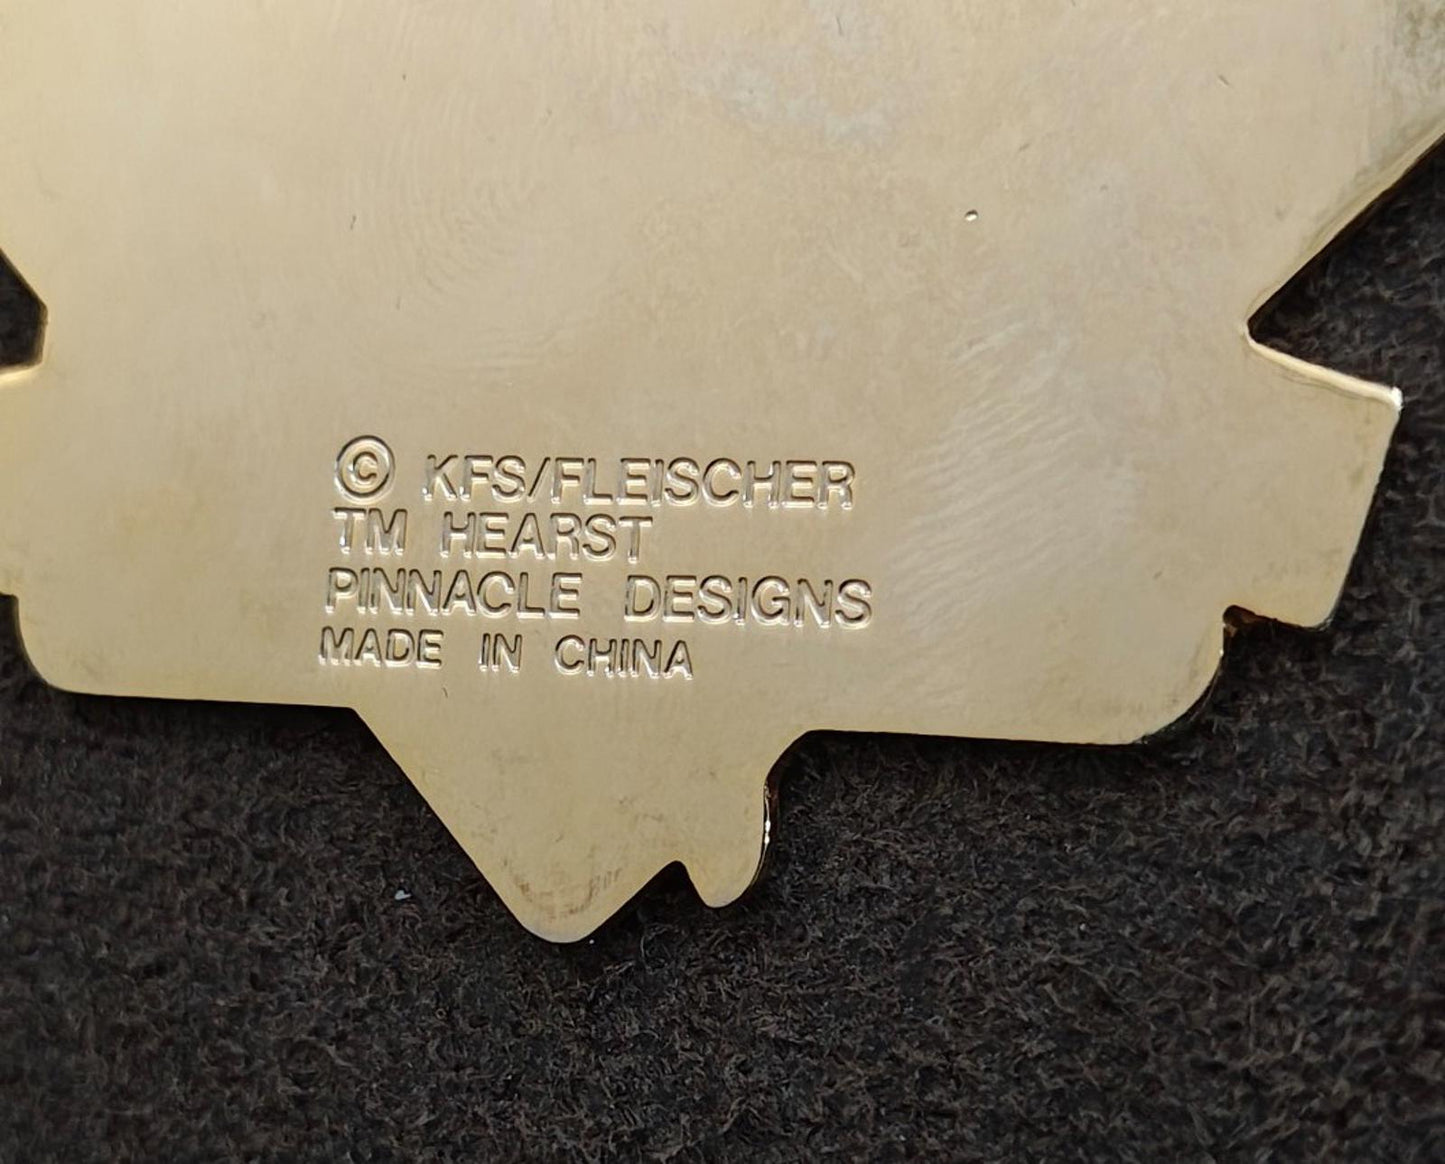 © KFS/FLEISCHER
TM HEARST
PINNACLE DESIGNS
MADE IN CHINA